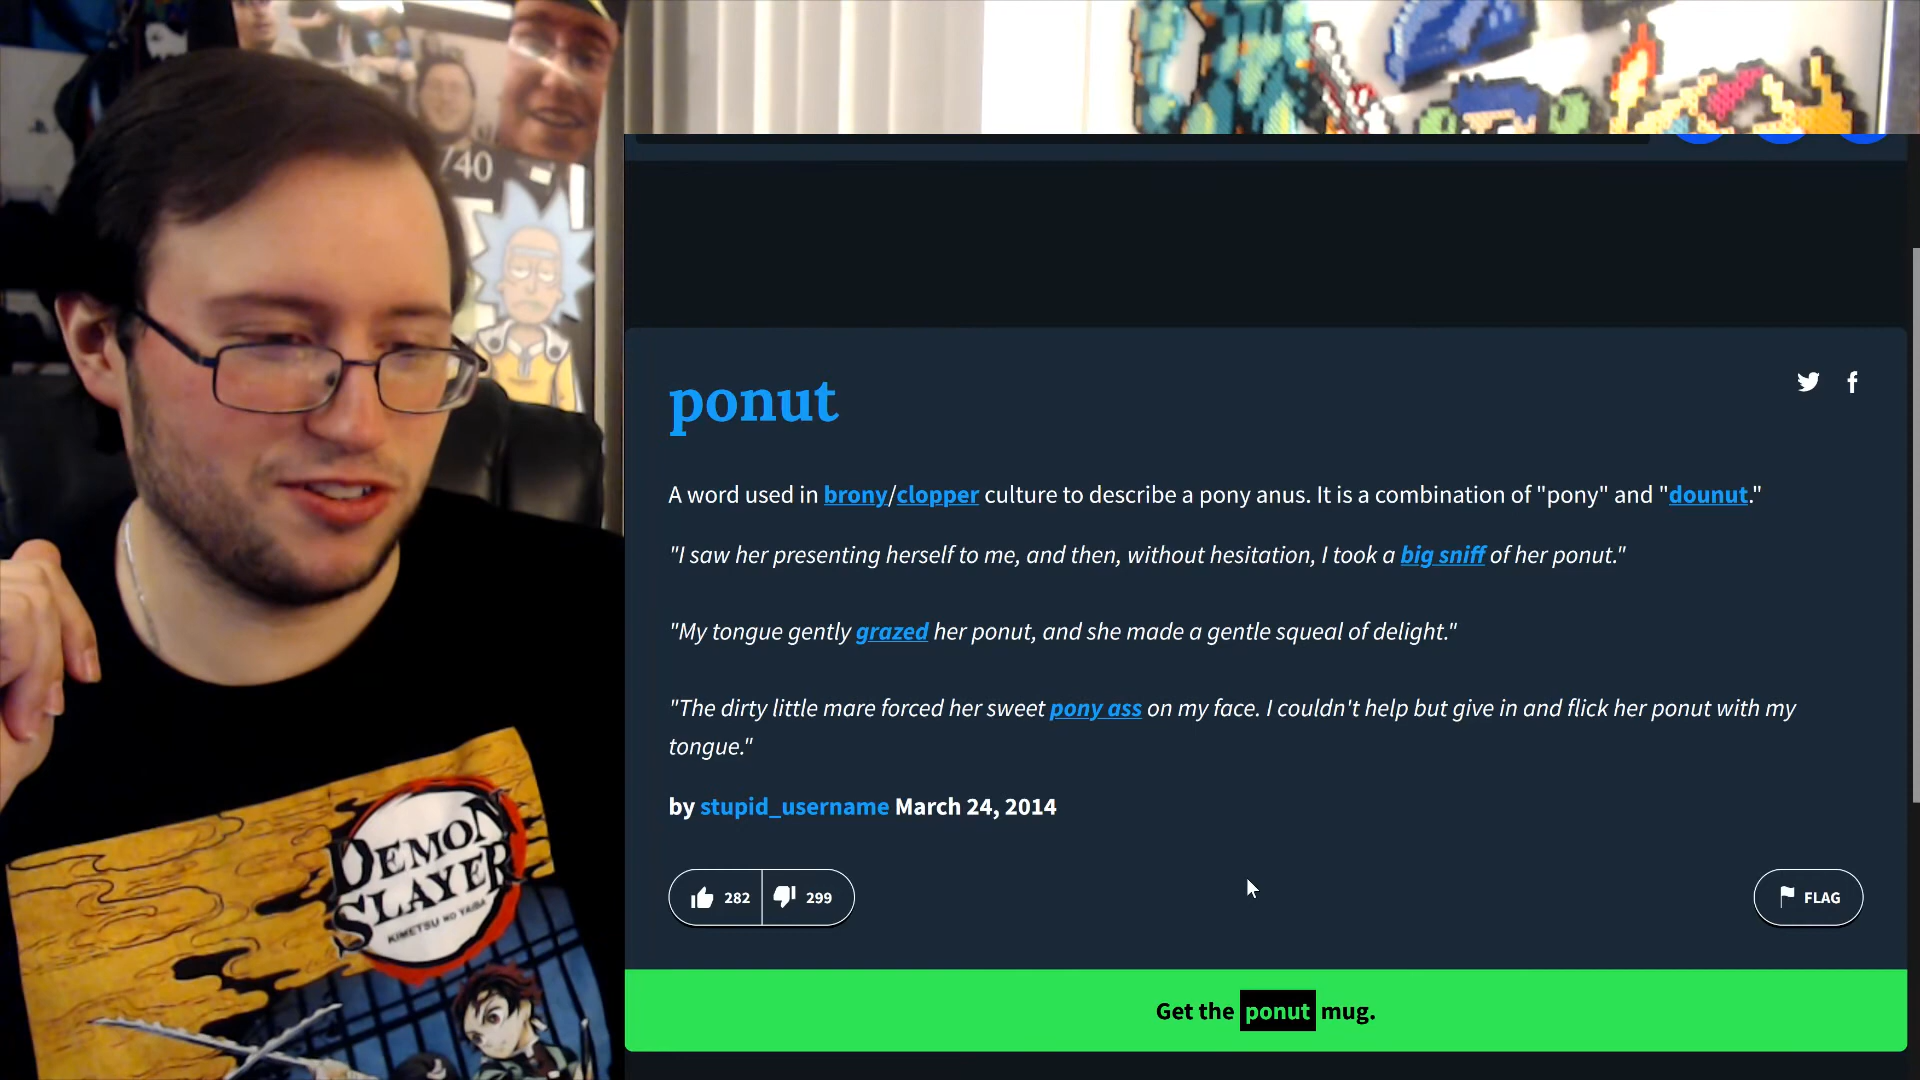 /40
ponut
A word used in brony/clopper culture to describe a pony anus. It is a combination of "pony" and "dounut."
"I saw her presenting herself to me, and then, without hesitation, I took a big sniff of her ponut."
"My tongue gently grazed her ponut, and she made a gentle squeal of delight."
"The dirty little mare forced her sweet pony ass on my face. I couldn't help but give in and flick her ponut with my
tongue."
by stupid_username March 24, 2014
282
299
FLAG
Get the ponut mug.
DEMON
SLAYER
KIMETSU NO YAIBA